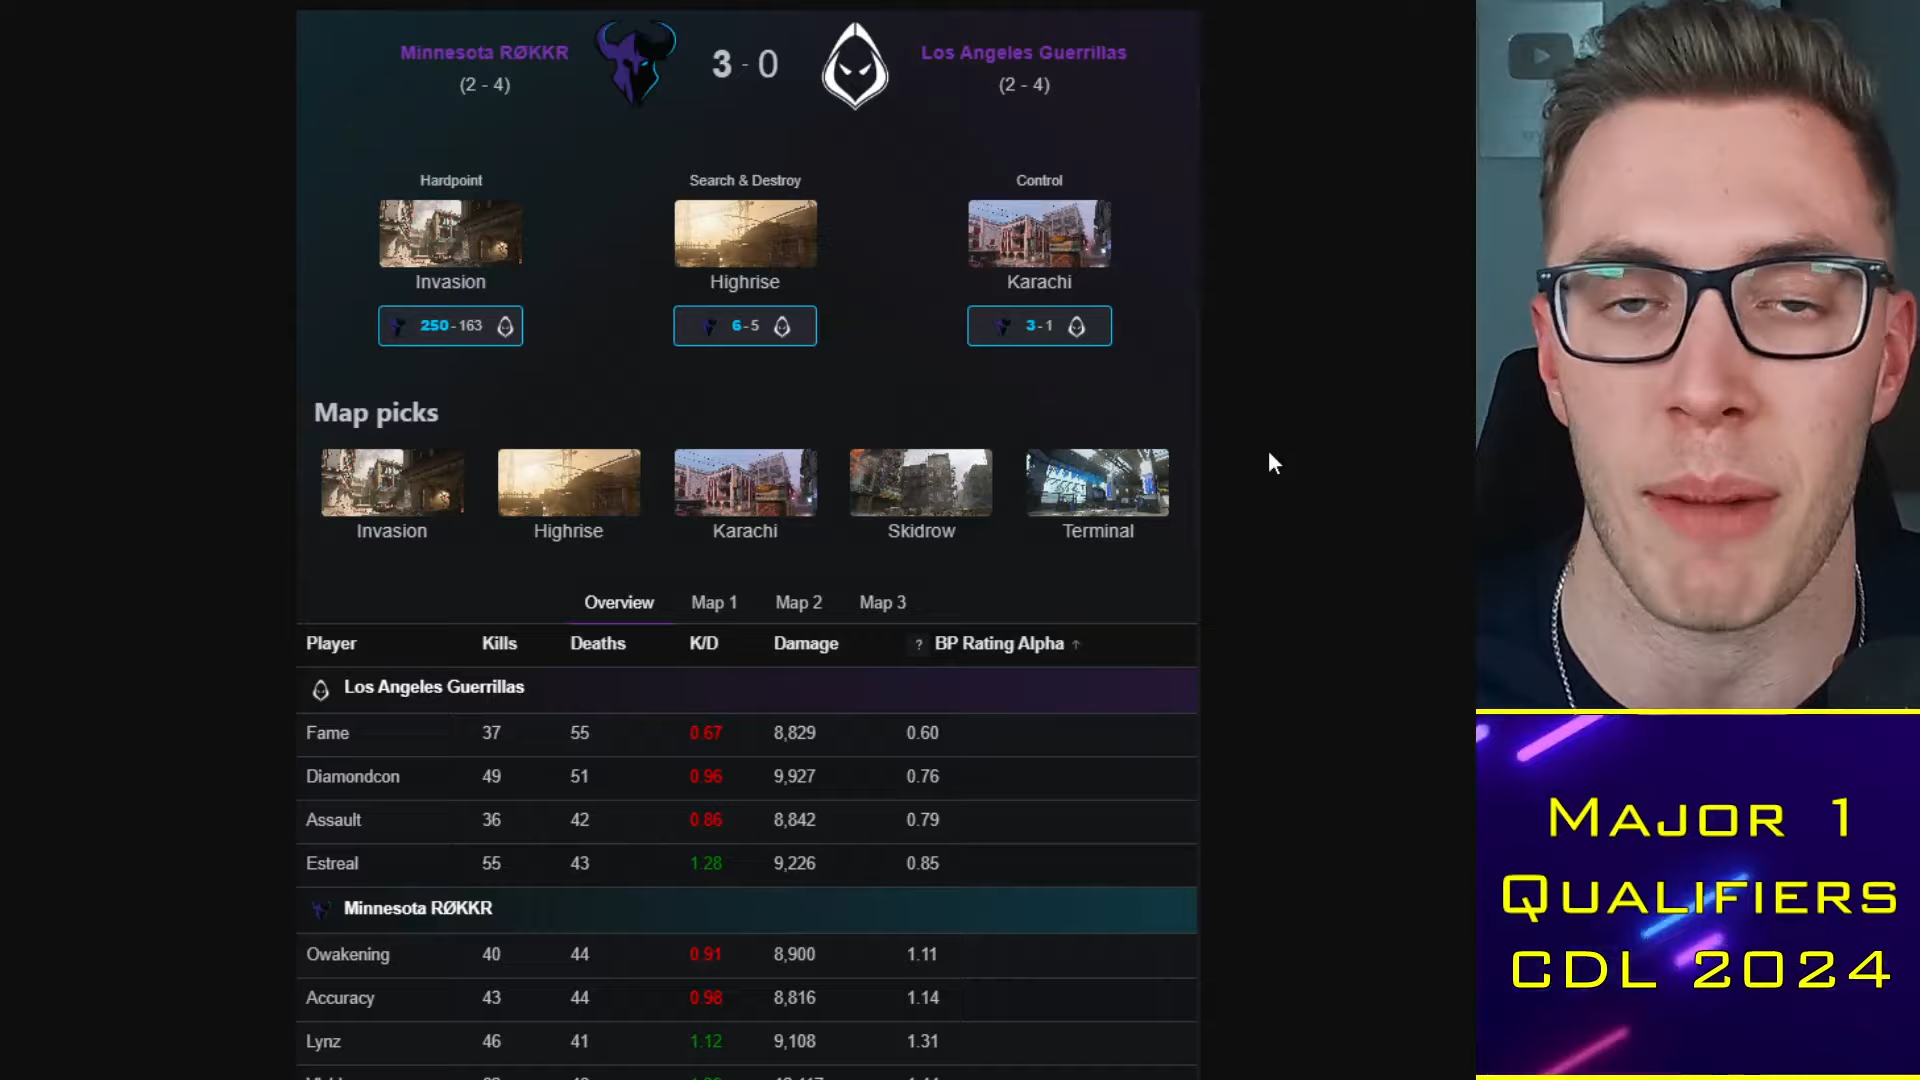 Minnesota RØKKR
(2 - 4)
3 - 0
Los Angeles Guerrillas
(2 - 4)
Hardpoint
Search & Destroy
Control
Invasion
Highrise
Karachi
250 - 163
6 - 5
3 - 1
Map picks
Invasion
Highrise
Karachi
Skidrow
Terminal
Overview Map 1 Map 2 Map 3
Player Kills Deaths K/D Damage ? BP Rating Alpha ↑
Los Angeles Guerrillas
Fame 37 55 0.67 8,829 0.60
Diamondcon 49 51 0.96 9,927 0.76
Assault 36 42 0.86 8,842 0.79
Estreal 55 43 1.28 9,226 0.85
Minnesota RØKKR
Owakening 40 44 0.91 8,900 1.11
Accuracy 43 44 0.98 8,816 1.14
Lynz 46 41 1.12 9,108 1.31
Major 1
Qualifiers
CDL 2024